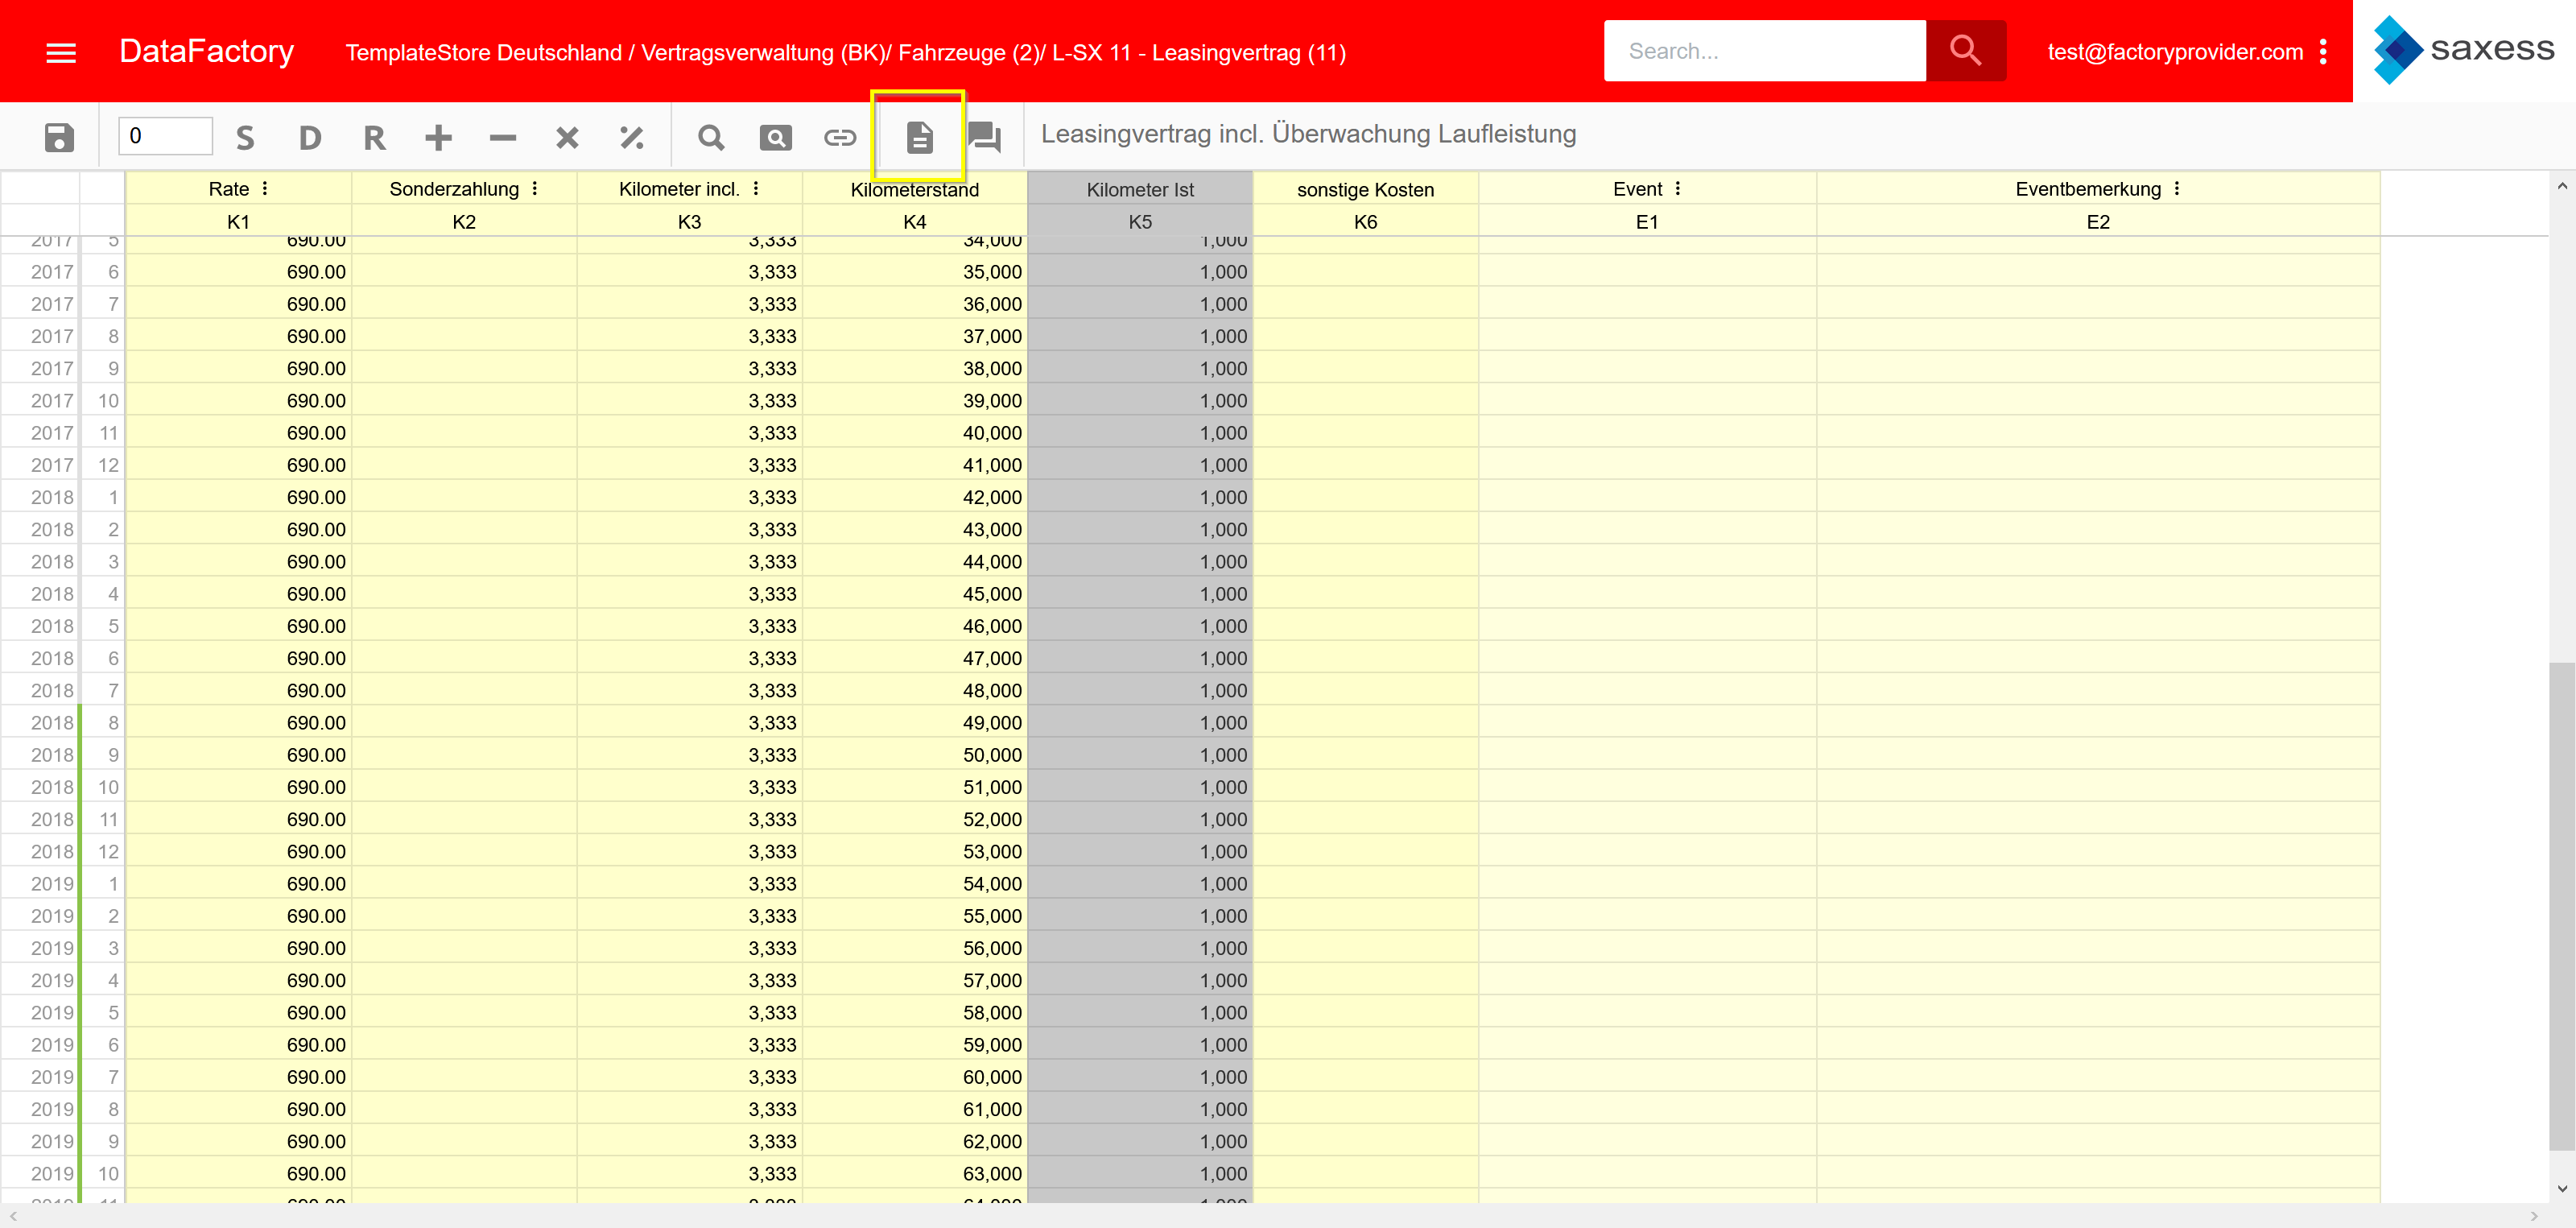 DataFactory TemplateStore Deutschland / Vertragsverwaltung (BK)/ Fahrzeuge (2)/ L-SX 11 - Leasingvertrag (11) Search... test@factoryprovider.com saxess
0 S D R Leasingvertrag incl. Überwachung Laufleistung
Rate Sonderzahlung Kilometer incl. Kilometerstand Kilometer Ist sonstige Kosten Event Eventbemerkung
K1 K2 K3 K4 K5 K6 E1 E2
2017 5 690.00 3,333 34,000 1,000
2017 6 690.00 3,333 35,000 1,000
2017 7 690.00 3,333 36,000 1,000
2017 8 690.00 3,333 37,000 1,000
2017 9 690.00 3,333 38,000 1,000
2017 10 690.00 3,333 39,000 1,000
2017 11 690.00 3,333 40,000 1,000
2017 12 690.00 3,333 41,000 1,000
2018 1 690.00 3,333 42,000 1,000
2018 2 690.00 3,333 43,000 1,000
2018 3 690.00 3,333 44,000 1,000
2018 4 690.00 3,333 45,000 1,000
2018 5 690.00 3,333 46,000 1,000
2018 6 690.00 3,333 47,000 1,000
2018 7 690.00 3,333 48,000 1,000
2018 8 690.00 3,333 49,000 1,000
2018 9 690.00 3,333 50,000 1,000
2018 10 690.00 3,333 51,000 1,000
2018 11 690.00 3,333 52,000 1,000
2018 12 690.00 3,333 53,000 1,000
2019 1 690.00 3,333 54,000 1,000
2019 2 690.00 3,333 55,000 1,000
2019 3 690.00 3,333 56,000 1,000
2019 4 690.00 3,333 57,000 1,000
2019 5 690.00 3,333 58,000 1,000
2019 6 690.00 3,333 59,000 1,000
2019 7 690.00 3,333 60,000 1,000
2019 8 690.00 3,333 61,000 1,000
2019 9 690.00 3,333 62,000 1,000
2019 10 690.00 3,333 63,000 1,000